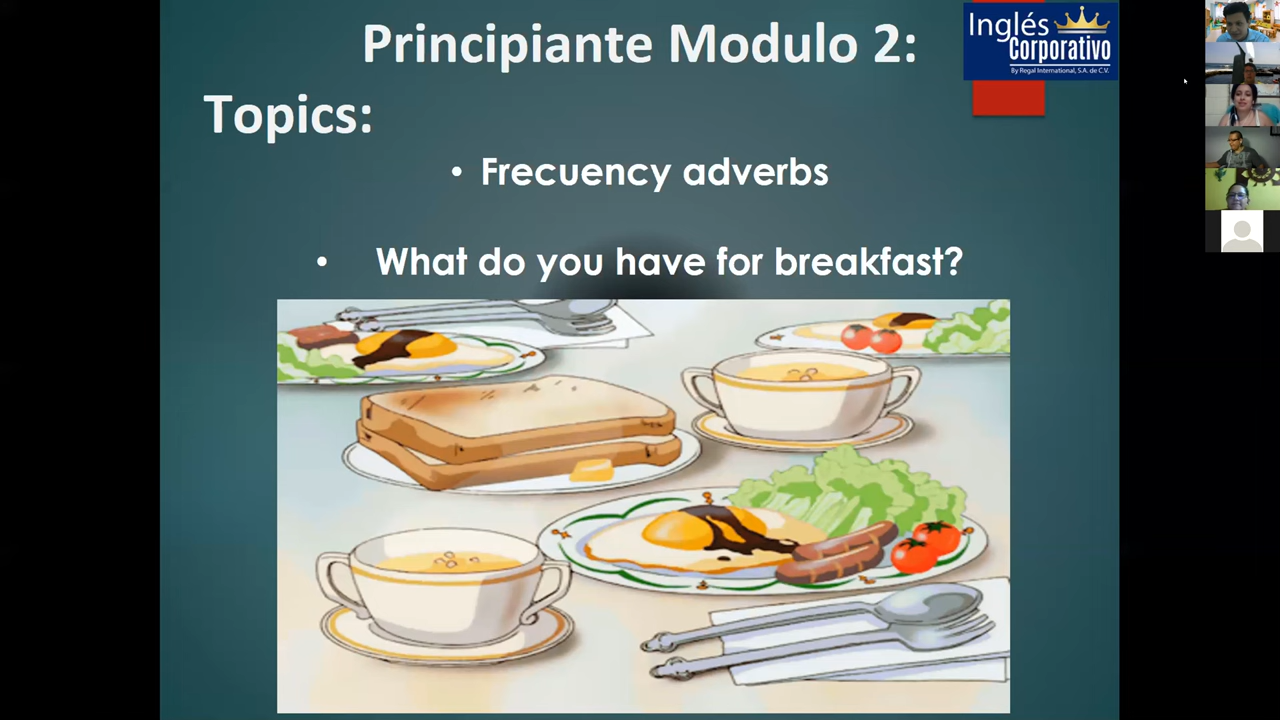 Principiante Modulo 2:
Inglés
Corporativo
By Regal International, S.A. de C.V.
Topics:
• Frecuency adverbs
• What do you have for breakfast?